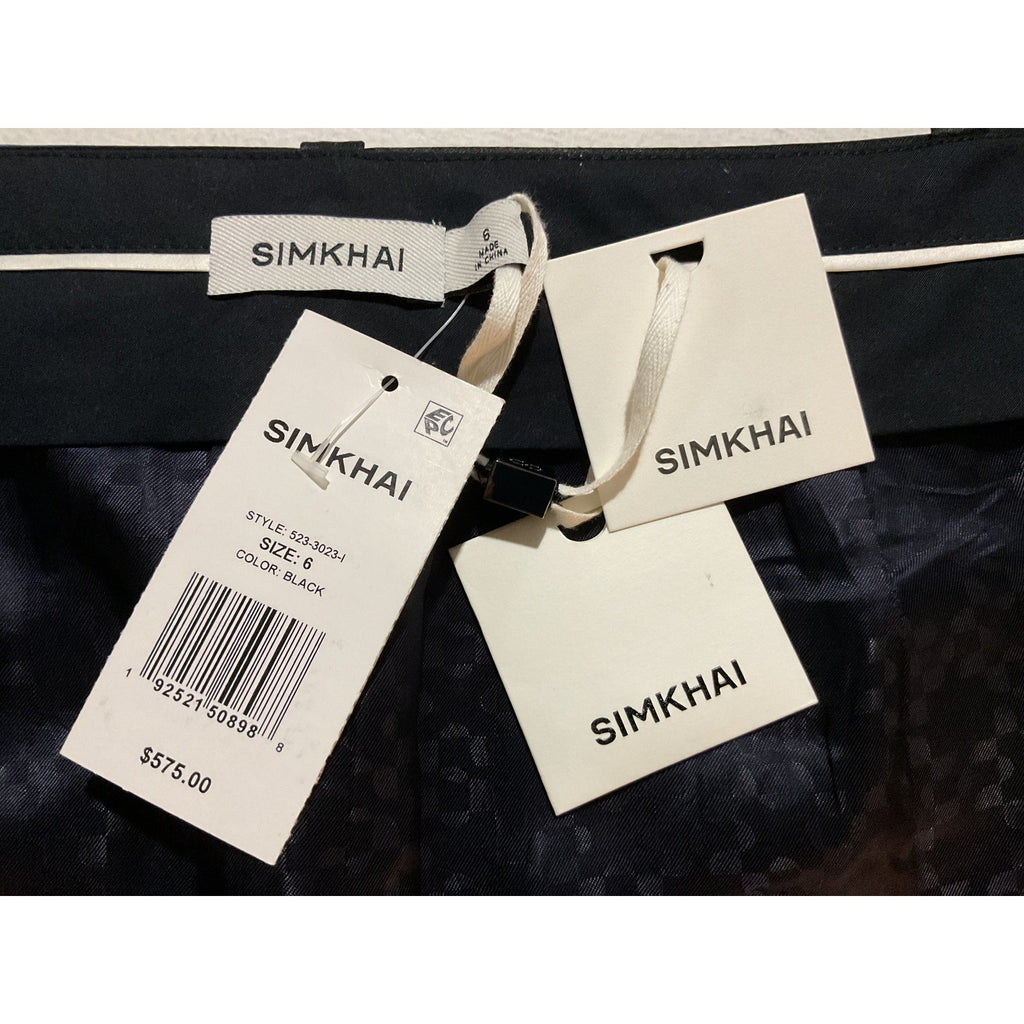 SIMKHAI
6
MADE
IN CHINA
SIMKHAI
STYLE: 523-3023-I
SIZE: 6
COLOR: BLACK
1 92521 50898 8
$575.00
SIMKHAI
SIMKHAI